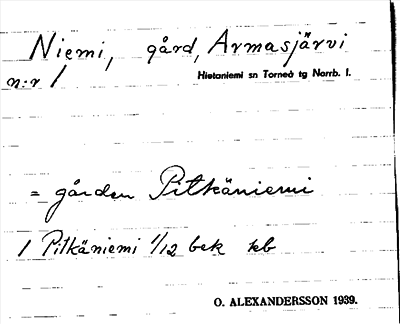 Niemi, gård, Armasjärvi
n:r 1 Hietaniemi sn Torneå tg Norrb. l.
= gården Pitkäniemi
1 Pitkäniemi 1/12 bek kb
O. ALEXANDERSSON 1939.